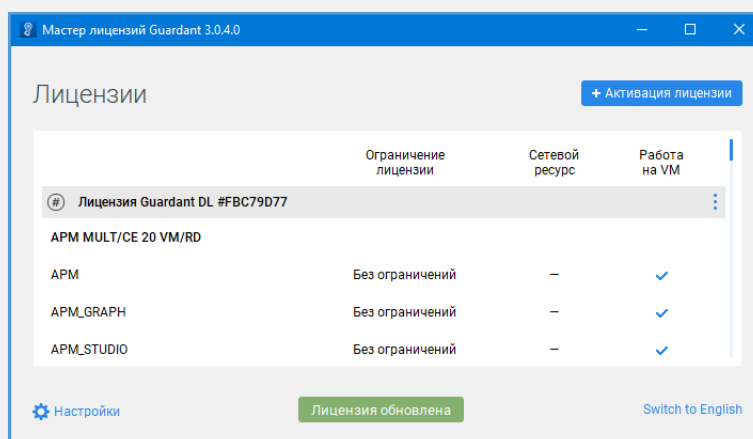 Мастер лицензий Guardant 3.0.4.0
Лицензии
+ Активация лицензии
Ограничение лицензии
Сетевой ресурс
Работа на VM
# Лицензия Guardant DL #FBC79D77
APM MULT/CE 20 VM/RD
APM Без ограничений –
APM_GRAPH Без ограничений –
APM_STUDIO Без ограничений –
Настройки
Лицензия обновлена
Switch to English